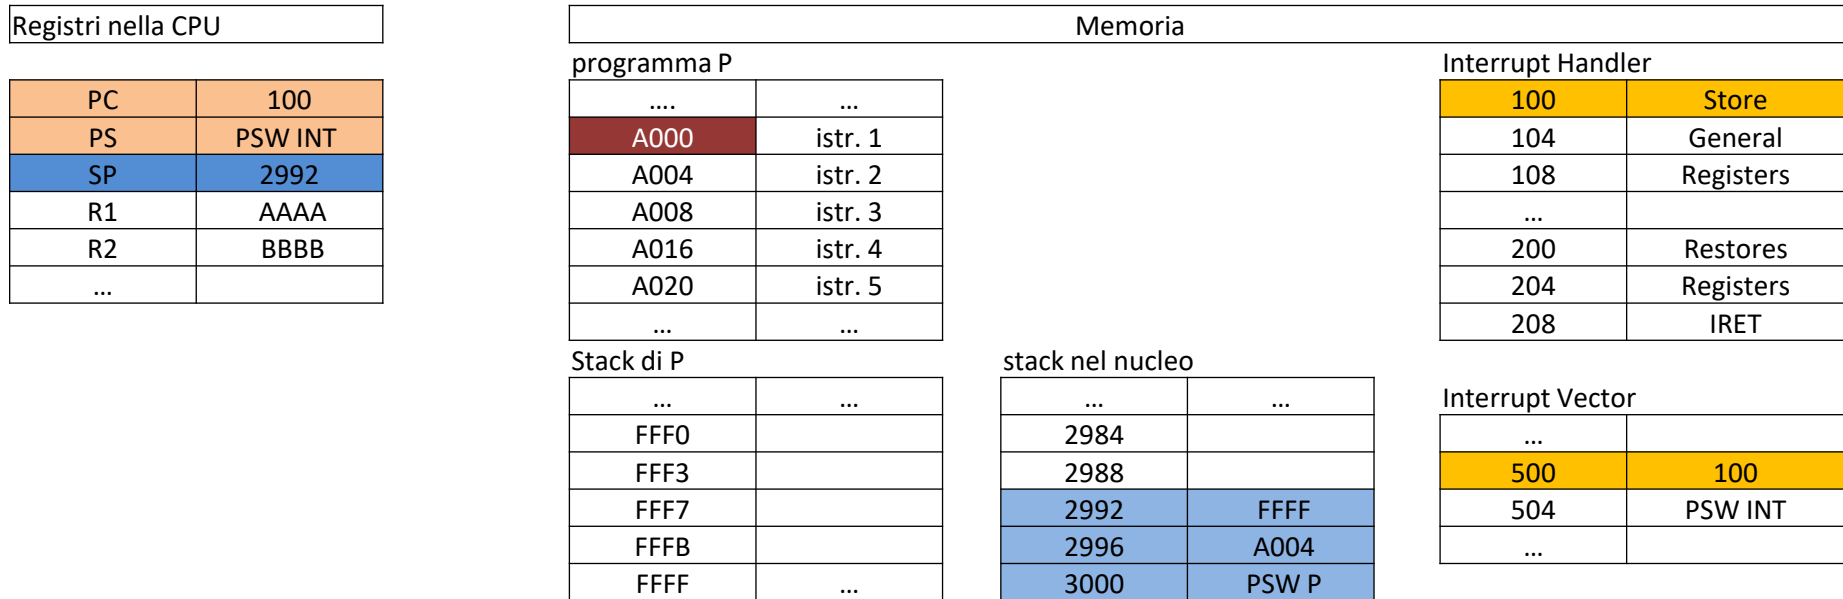 Registri nella CPU
Memoria
programma P
Interrupt Handler
PC 100
PS PSW INT
SP 2992
R1 AAAA
R2 BBBB
...
.... ...
A000 istr. 1
A004 istr. 2
A008 istr. 3
A016 istr. 4
A020 istr. 5
... ...
100 Store
104 General
108 Registers
...
200 Restores
204 Registers
208 IRET
Stack di P
... ...
FFF0
FFF3
FFF7
FFFB
FFFF ...
stack nel nucleo
... ...
2984
2988
2992 FFFF
2996 A004
3000 PSW P
Interrupt Vector
...
500 100
504 PSW INT
...